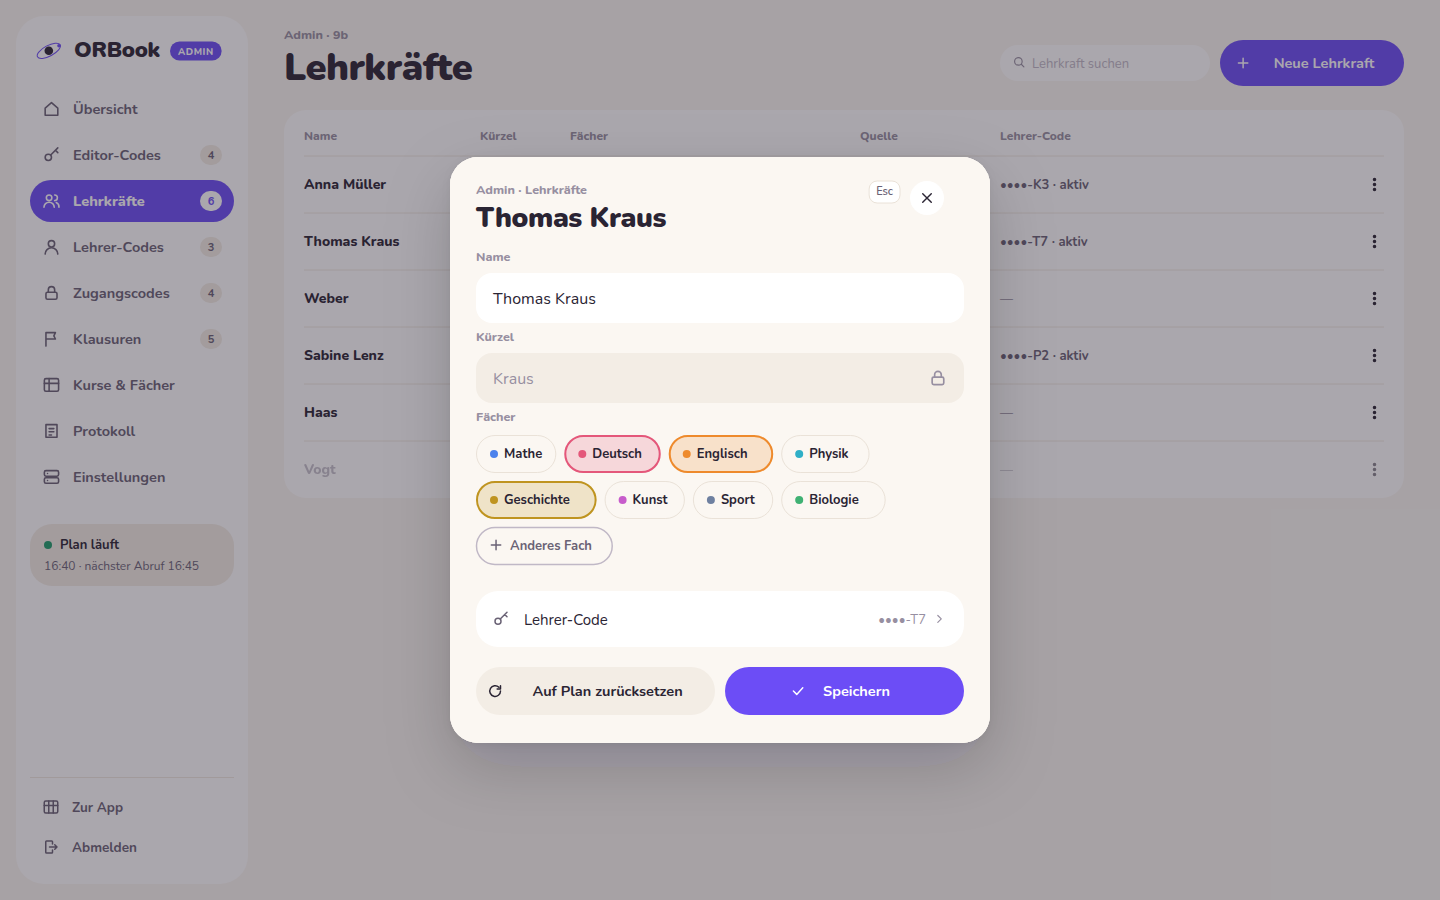 ORBook ADMIN
Übersicht
Editor-Codes 4
Lehrkräfte 6
Lehrer-Codes 3
Zugangscodes 4
Klausuren 5
Kurse & Fächer
Protokoll
Einstellungen
Plan läuft
16:40 · nächster Abruf 16:45
Zur App
Abmelden
Admin · 9b
Lehrkräfte
Lehrkraft suchen
Neue Lehrkraft
Name Kürzel Fächer Quelle Lehrer-Code
Anna Müller ••••-K3 · aktiv
Thomas Kraus ••••-T7 · aktiv
Weber —
Sabine Lenz ••••-P2 · aktiv
Haas —
Vogt —
Admin · Lehrkräfte
Esc
Thomas Kraus
Name
Thomas Kraus
Kürzel
Kraus
Fächer
Mathe Deutsch Englisch Physik
Geschichte Kunst Sport Biologie
Anderes Fach
Lehrer-Code ••••-T7
Auf Plan zurücksetzen Speichern